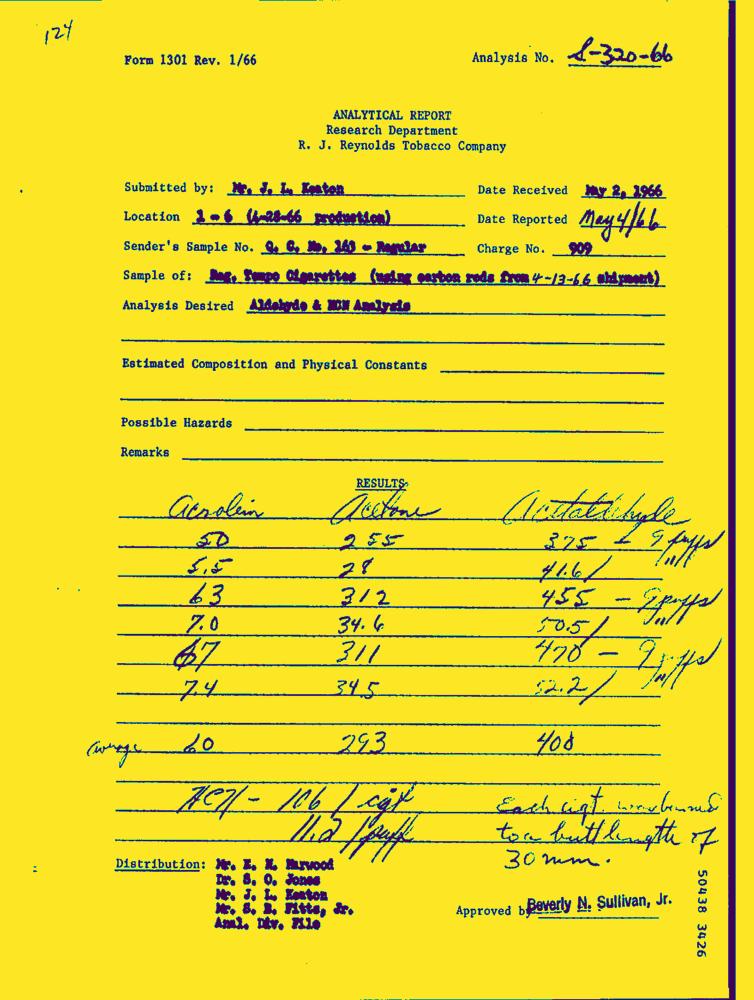 124
Form 1301 Rev. 1/66
Analysis No. S-320-66
ANALYTICAL REPORT
Research Department
R. J. Reynolds Tobacco Company
Submitted by: Mr. J. L. Keaton
Date Received May 2, 1966
Location 1 - 6 (4-28-66 production)
Date Reported May 4/66
Sender's Sample No. Q. C. No. 163 - Regular
Charge No. 909
Sample of: Reg. Tempo Cigarettes (using carbon rods from 4-13-66 shipment)
Analysis Desired Aldehyde & HCN Analysis
Estimated Composition and Physical Constants
Possible Hazards
Remarks
RESULTS
Acrolein Acetone Acetaldehyde
50 255 375 - 9 puffs
5.5 28 41.6/puff
63 312 455 - 9 puffs
7.0 34.6 50.5/puff
67 311 470 - 9 puffs
7.4 34.5 52.2/puff
average 60 293
HCN - 106 / cigt
/puff
Each cigt was burned
to a butt length of
30 mm.
Distribution: Mr. E. H. Harwood
Dr. S. O. Jones
Mr. J. L. Keaton
Mr. S. B. Fitts, Jr.
Anal. Div. File
Approved by Beverly N. Sullivan, Jr.
50438 3426